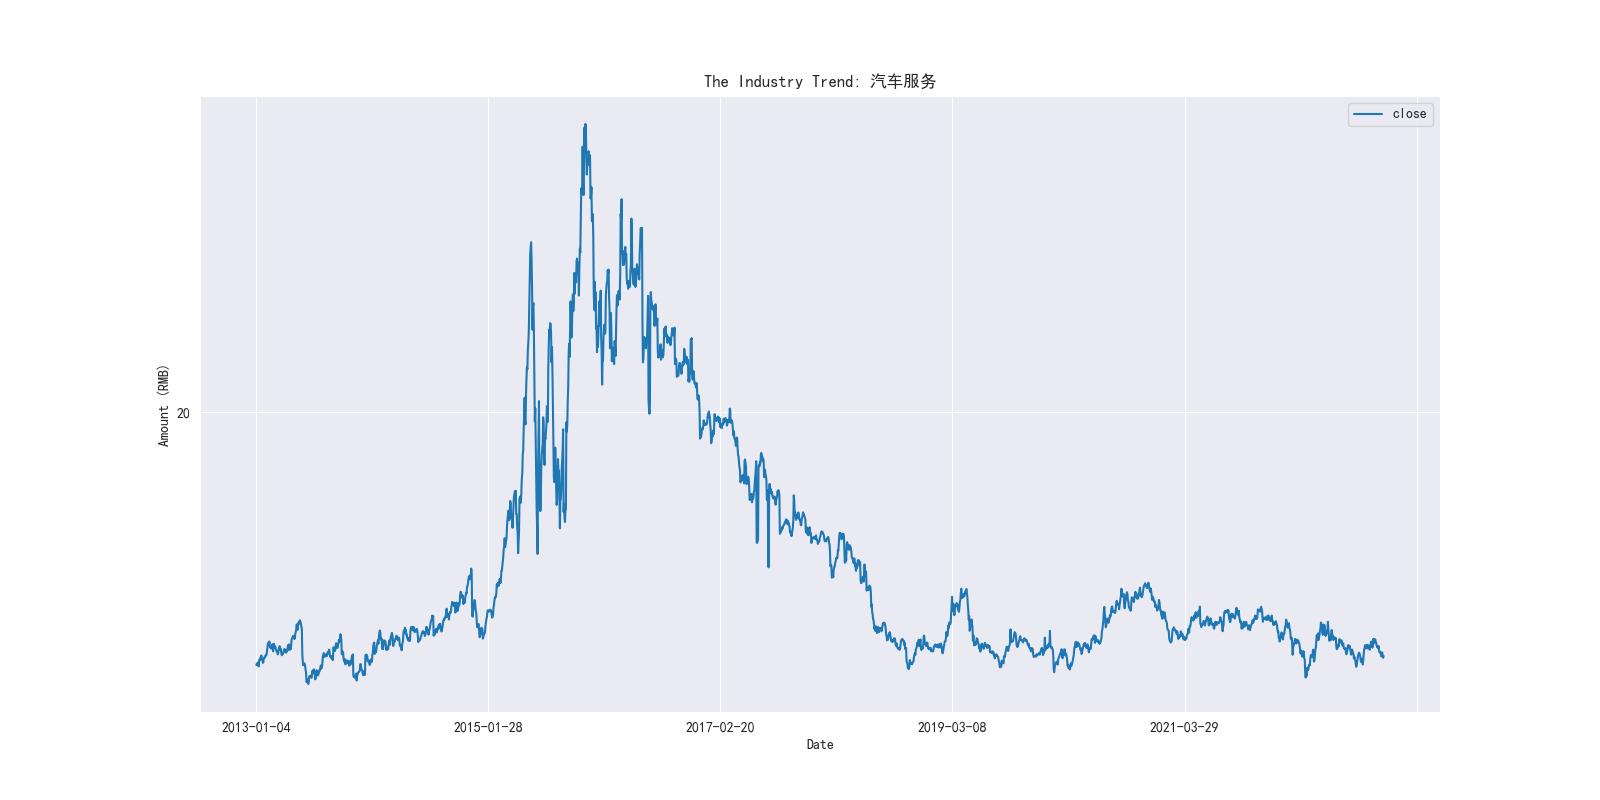 The Industry Trend: 汽车服务
close
Amount (RMB)
20
2013-01-04
2015-01-28
2017-02-20
2019-03-08
2021-03-29
Date